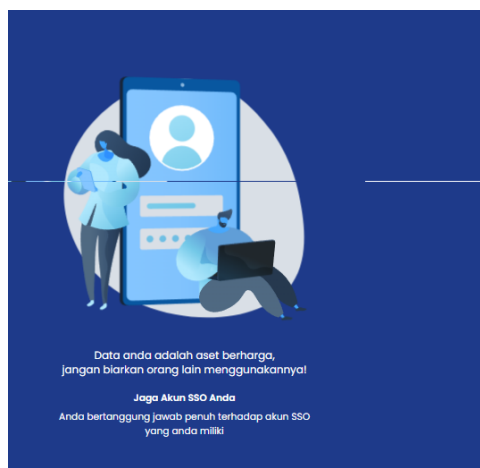 Data anda adalah aset berharga,
jangan biarkan orang lain menggunakannya!
Jaga Akun SSO Anda
Anda bertanggung jawab penuh terhadap akun SSO
yang anda miliki